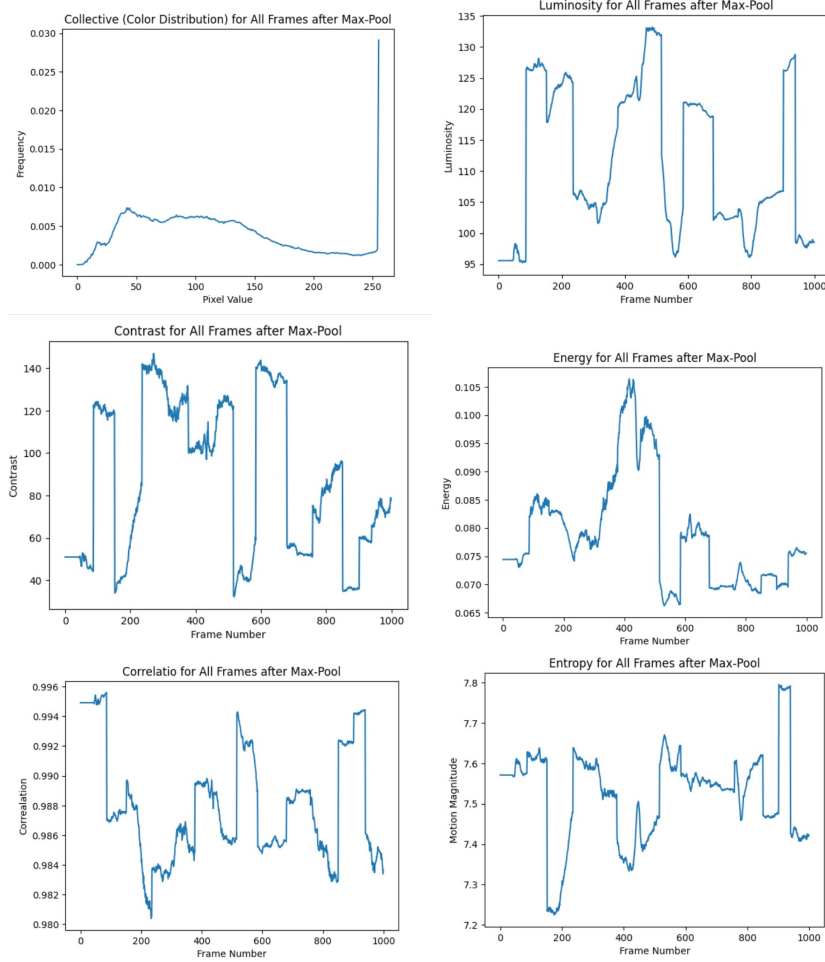 Collective (Color Distribution) for All Frames after Max-Pool
0.030
0.025
0.020
0.015
0.010
0.005
0.000
Frequency
0 50 100 150 200 250
Pixel Value
Luminosity for All Frames after Max-Pool
135
130
125
120
115
110
105
100
95
Luminosity
0 200 400 600 800 1000
Frame Number
Contrast for All Frames after Max-Pool
140
120
100
80
60
40
Contrast
0 200 400 600 800 1000
Frame Number
Energy for All Frames after Max-Pool
0.105
0.100
0.095
0.090
0.085
0.080
0.075
0.070
0.065
Energy
0 200 400 600 800 1000
Frame Number
Correlatio for All Frames after Max-Pool
0.996
0.994
0.992
0.990
0.988
0.986
0.984
0.982
0.980
Correalation
0 200 400 600 800 1000
Frame Number
Entropy for All Frames after Max-Pool
7.8
7.7
7.6
7.5
7.4
7.3
7.2
Motion Magnitude
0 200 400 600 800 1000
Frame Number